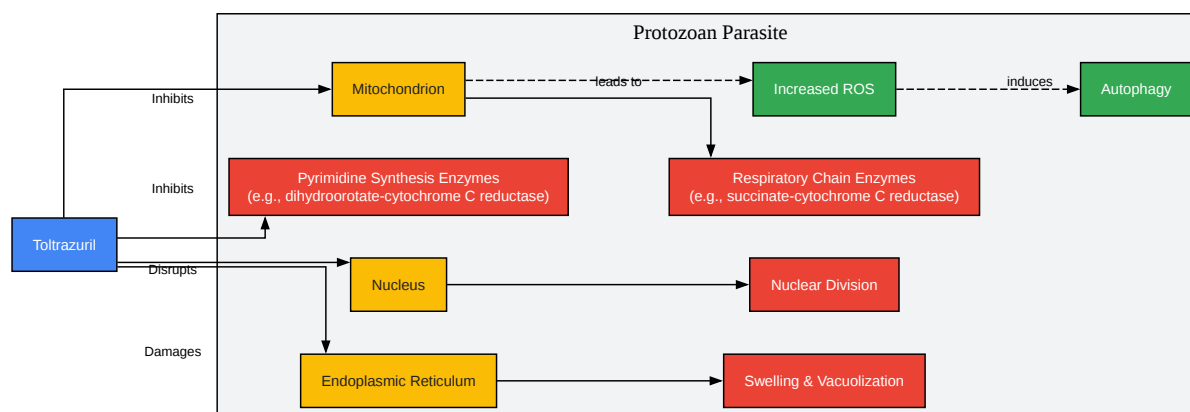 Protozoan Parasite
Mitochondrion
leads to
Increased ROS
induces
Autophagy
Inhibits
Inhibits
Pyrimidine Synthesis Enzymes
(e.g., dihydroorotate-cytochrome C reductase)
Respiratory Chain Enzymes
(e.g., succinate-cytochrome C reductase)
Toltrazuril
Disrupts
Nucleus
Nuclear Division
Damages
Endoplasmic Reticulum
Swelling & Vacuolization